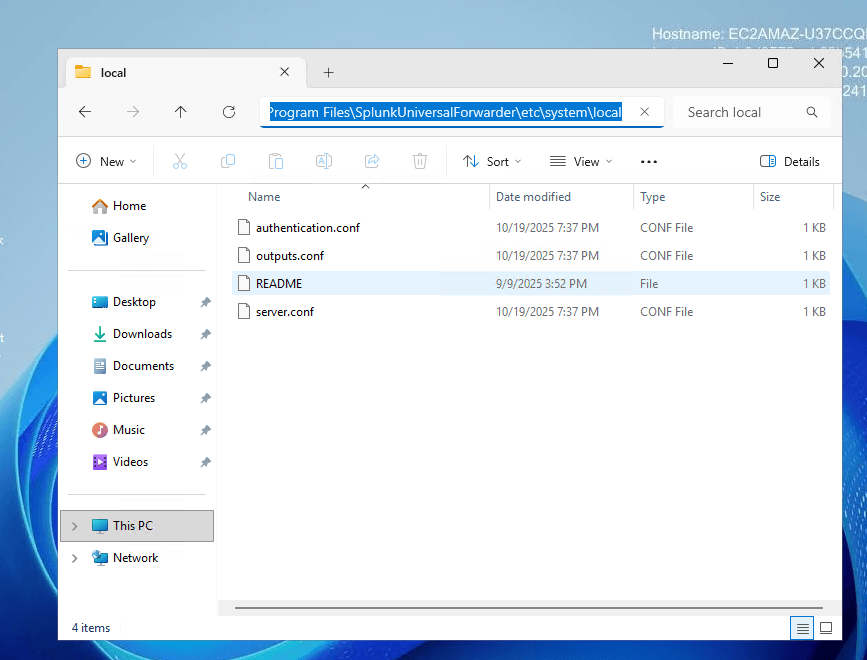 Hostname: EC2AMAZ-U37CCQ
local
Program Files\SplunkUniversalForwarder\etc\system\local
Search local
New
Sort
View
Details
Name Date modified Type Size
authentication.conf 10/19/2025 7:37 PM CONF File 1 KB
outputs.conf 10/19/2025 7:37 PM CONF File 1 KB
README 9/9/2025 3:52 PM File 1 KB
server.conf 10/19/2025 7:37 PM CONF File 1 KB
Home
Gallery
Desktop
Downloads
Documents
Pictures
Music
Videos
This PC
Network
4 items